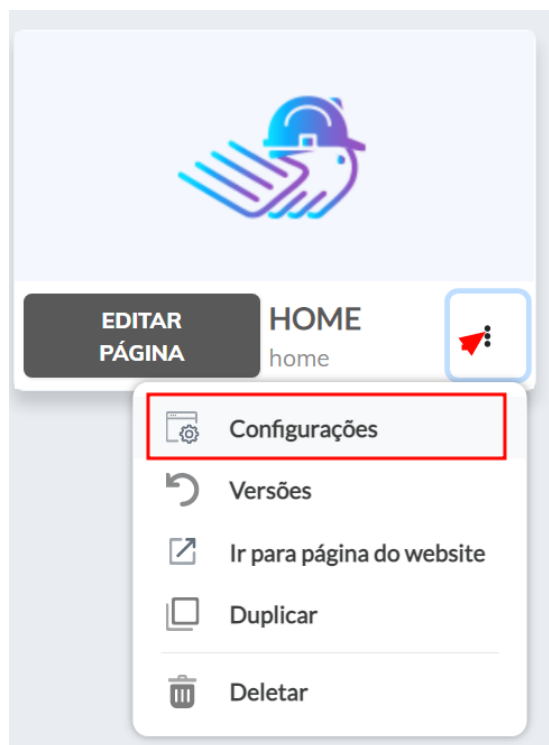 EDITAR
PÁGINA
HOME
home
Configurações
Versões
Ir para página do website
Duplicar
Deletar